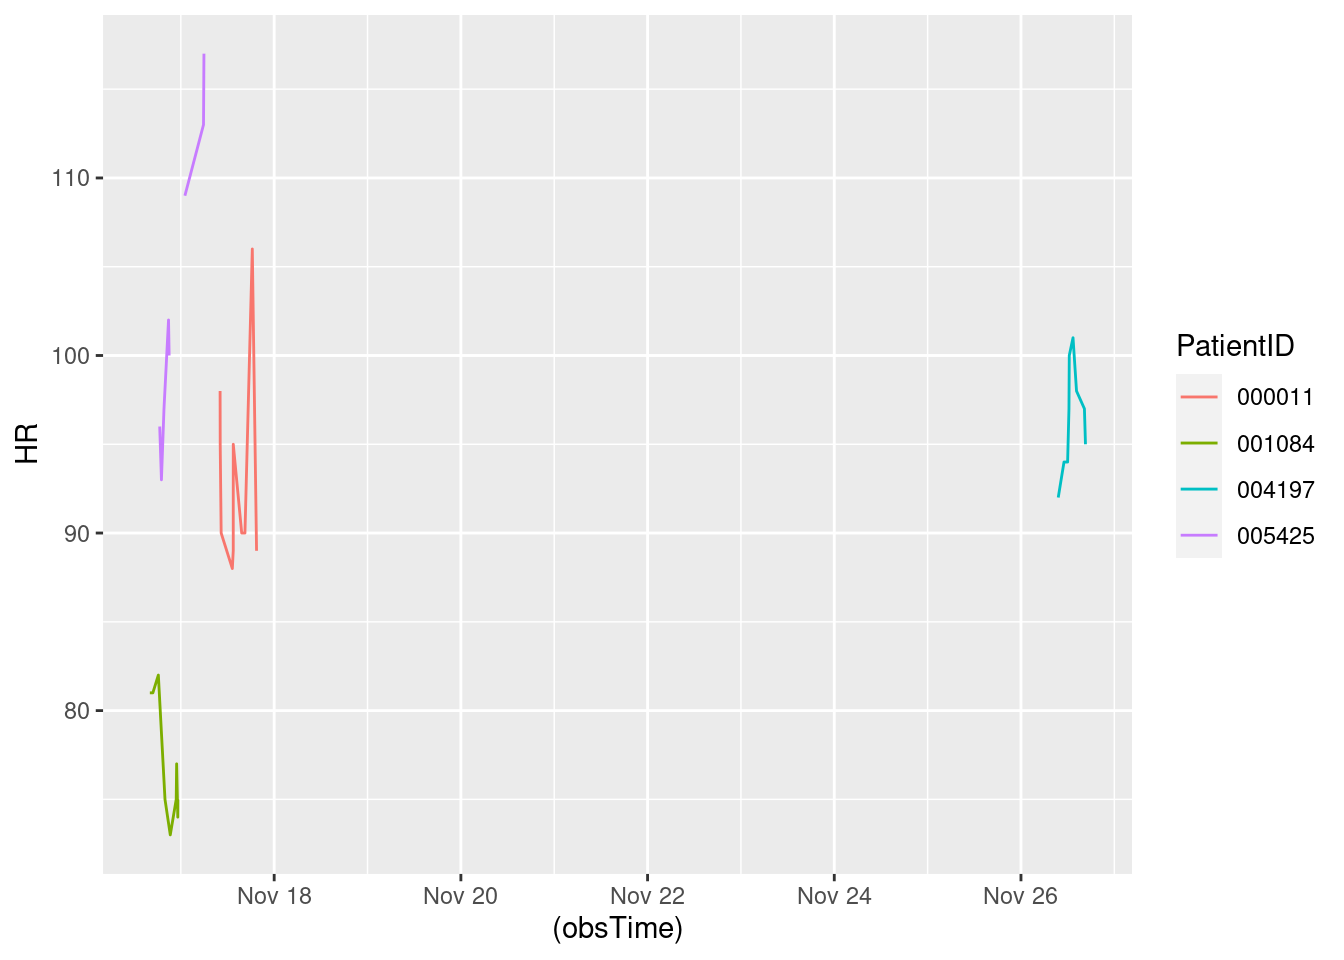 HR
110
100
90
80
Nov 18
Nov 20
Nov 22
Nov 24
Nov 26
(obsTime)
PatientID
000011
001084
004197
005425